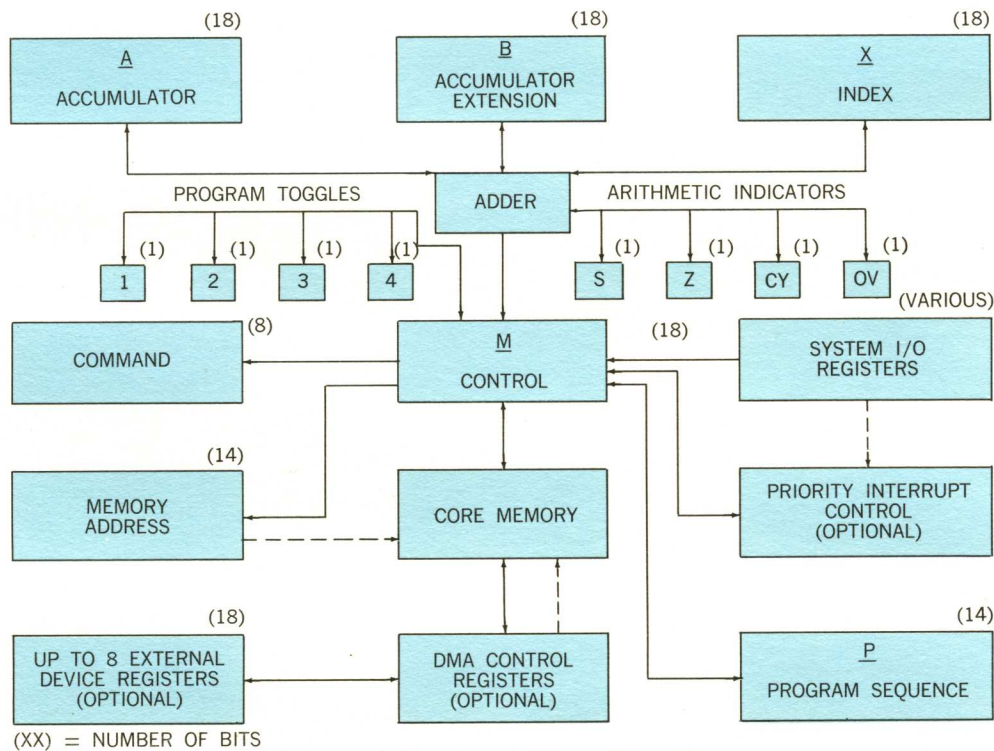 (18)
A
ACCUMULATOR
(18)
B
ACCUMULATOR
EXTENSION
(18)
X
INDEX
PROGRAM TOGGLES
ADDER
ARITHMETIC INDICATORS
(1)
1
(1)
2
(1)
3
(1)
4
(1)
S
(1)
Z
(1)
CY
(1)
OV
(8)
COMMAND
M
CONTROL
(18)
(VARIOUS)
SYSTEM I/O
REGISTERS
(14)
MEMORY
ADDRESS
CORE MEMORY
PRIORITY INTERRUPT
CONTROL
(OPTIONAL)
(18)
UP TO 8 EXTERNAL
DEVICE REGISTERS
(OPTIONAL)
DMA CONTROL
REGISTERS
(OPTIONAL)
(14)
P
PROGRAM SEQUENCE
(XX) = NUMBER OF BITS